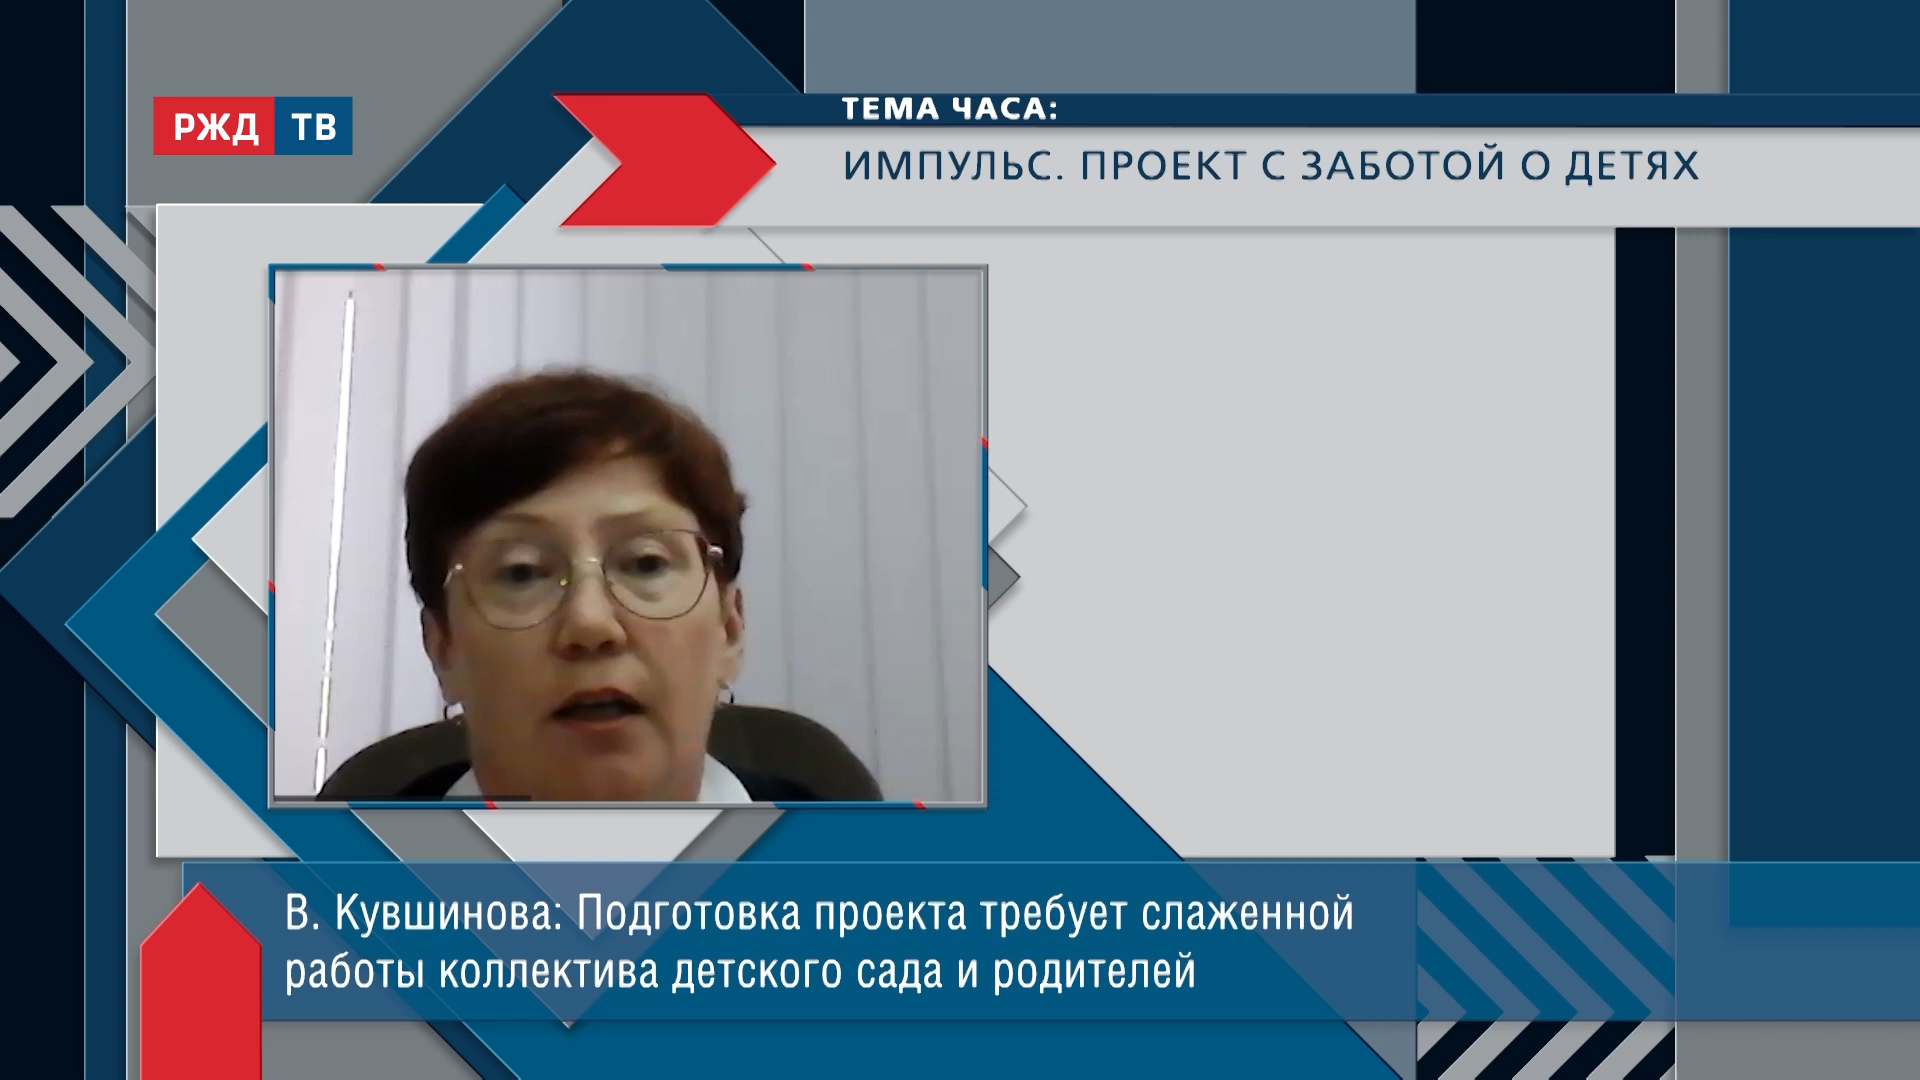 РЖД ТВ
ТЕМА ЧАСА:
ИМПУЛЬС. ПРОЕКТ С ЗАБОТОЙ О ДЕТЯХ
В. Кувшинова: Подготовка проекта требует слаженной
работы коллектива детского сада и родителей